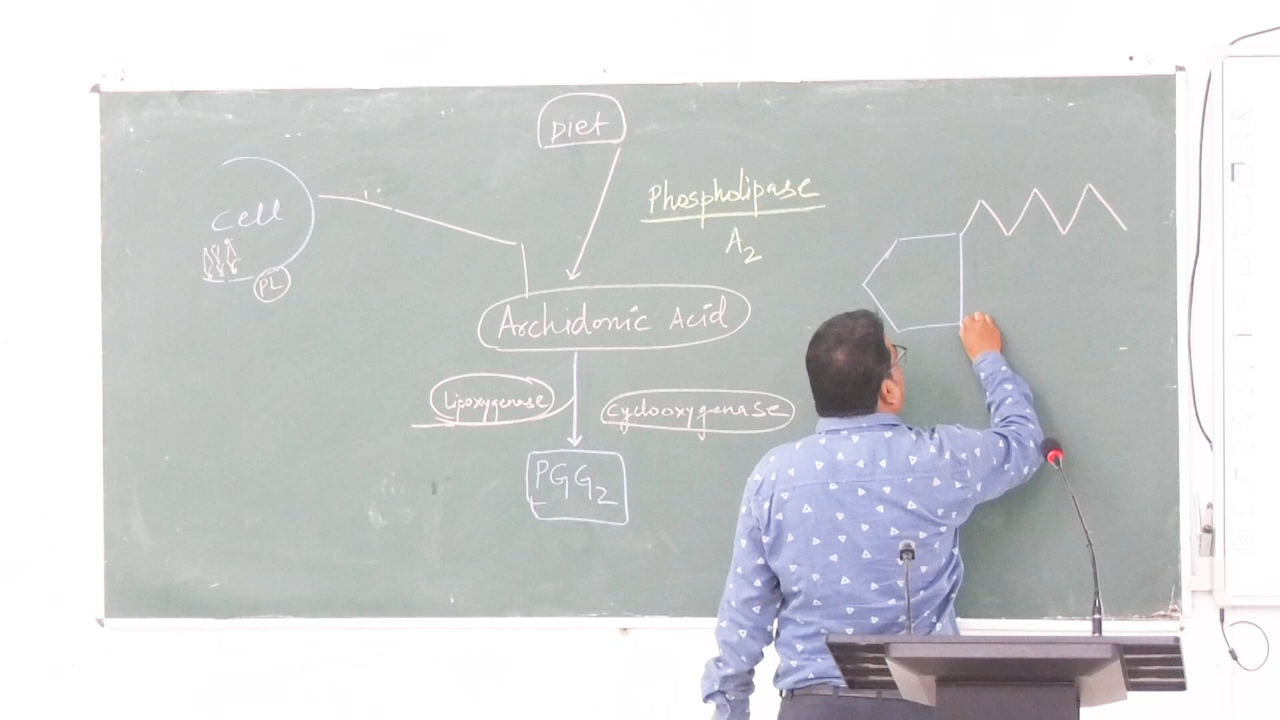 Diet
Phospholipase
A2
Cell
PL
Archidonic Acid
Lipoxygenase
Cyclooxygenase
PGG2